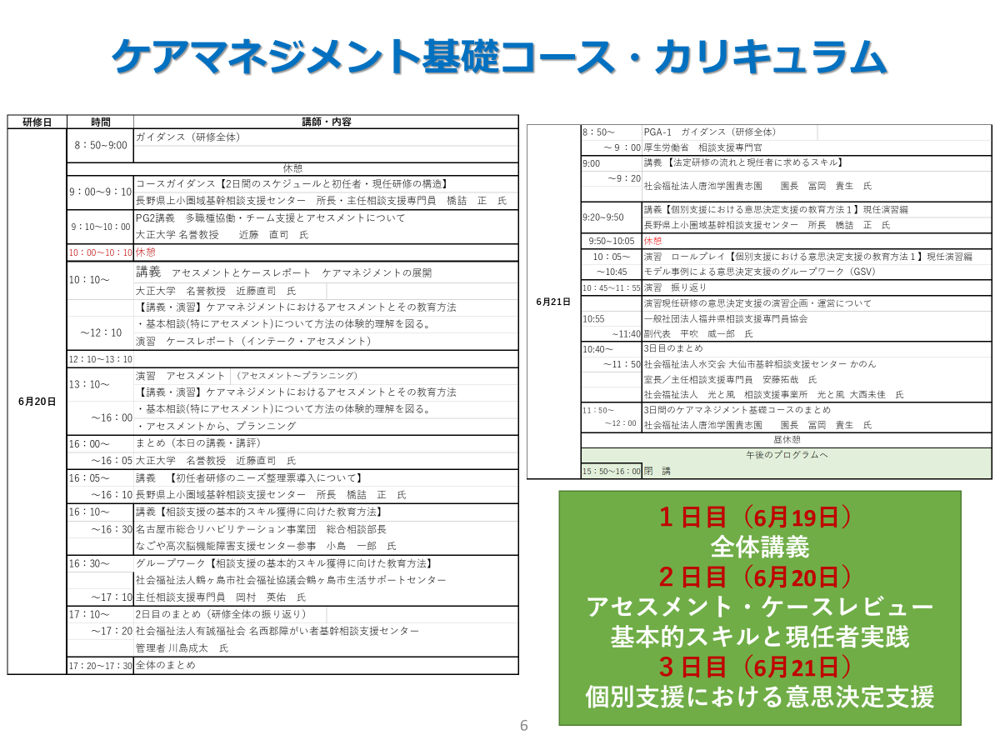 ケアマネジメント基礎コース・カリキュラム
研修日 時間 講師・内容
6月20日
8：50~9:00 ガイダンス（研修全体）
休憩
9：00～9：10 コースガイダンス【2日間のスケジュールと初任者・現任研修の構造】
長野県上小圏域基幹相談支援センター　所長・主任相談支援専門員　橋詰　正　氏
9：10～10：00 PG2講義　多職種協働・チーム支援とアセスメントについて
大正大学 名誉教授　　近藤　直司　氏
10：00～10：10 休憩
10：10～ 講義　アセスメントとケースレポート　ケアマネジメントの展開
大正大学　名誉教授　近藤直司　氏
【講義・演習】ケアマネジメントにおけるアセスメントとその教育方法
～12：10 ・基本相談(特にアセスメント)について方法の体験的理解を図る。
演習　ケースレポート（インテーク・アセスメント）
12：10～13：10
13：10～ 演習　アセスメント （アセスメント～プランニング）
【講義・演習】ケアマネジメントにおけるアセスメントとその教育方法
～16：00 ・基本相談(特にアセスメント)について方法の体験的理解を図る。
・アセスメントから、プランニング
16：00～ まとめ（本日の講義・講評）
～16：05 大正大学　名誉教授　近藤直司　氏
16：05～ 講義　【初任者研修のニーズ整理票導入について】
～16：10 長野県上小圏域基幹相談支援センター　所長　橋詰　正　氏
16：10～ 講義【相談支援の基本的スキル獲得に向けた教育方法】
～16：30 名古屋市総合リハビリテーション事業団　総合相談部長
なごや高次脳機能障害支援センター参事　小島　一郎　氏
16：30～ グループワーク【相談支援の基本的スキル獲得に向けた教育方法】
社会福祉法人鶴ヶ島市社会福祉協議会鶴ヶ島市生活サポートセンター
～17：10 主任相談支援専門員　岡村　英佑　氏
17：10～ 2日目のまとめ（研修全体の振り返り）
～17：20 社会福祉法人有誠福祉会 名西郡障がい者基幹相談支援センター
管理者 川島成太　氏
17：20～17：30 全体のまとめ
6月21日
8：50～ PGA-1　ガイダンス（研修全体）
～９：00 厚生労働省　相談支援専門官
9:00 講義 【法定研修の流れと現任者に求めるスキル】
～9：20 社会福祉法人唐池学園貴志園　　園長　冨岡　貴生　氏
9:20~9:50 講義【個別支援における意思決定支援の教育方法１】現任演習編
長野県上小圏域基幹相談支援センター　所長　橋詰　正　氏
9:50~10:05 休憩
10：05～ 演習　ロールプレイ【個別支援における意思決定支援の教育方法１】現任演習編
～10:45 モデル事例による意思決定支援のグループワーク（GSV）
10：45～11：55 演習　振り返り
演習現任研修の意思決定支援の演習企画・運営について
10:55 一般社団法人福井県相談支援専門員協会
~11:40 副代表　平吹　威一郎　氏
10:40～ 3日目のまとめ
～11：50 社会福祉法人水交会 大仙市基幹相談支援センター かのん
室長／主任相談支援専門員　安藤拓哉　氏
社会福祉法人　光と風　相談支援事業所　光と風 大西未佳　氏
11：50～ 3日間のケアマネジメント基礎コースのまとめ
～12：00 社会福祉法人唐池学園貴志園　　園長　冨岡　貴生　氏
昼休憩
午後のプログラムへ
15：50～16：00 閉　講
１日目（6月19日）
全体講義
２日目（6月20日）
アセスメント・ケースレビュー
基本的スキルと現任者実践
３日目（6月21日）
個別支援における意思決定支援
6